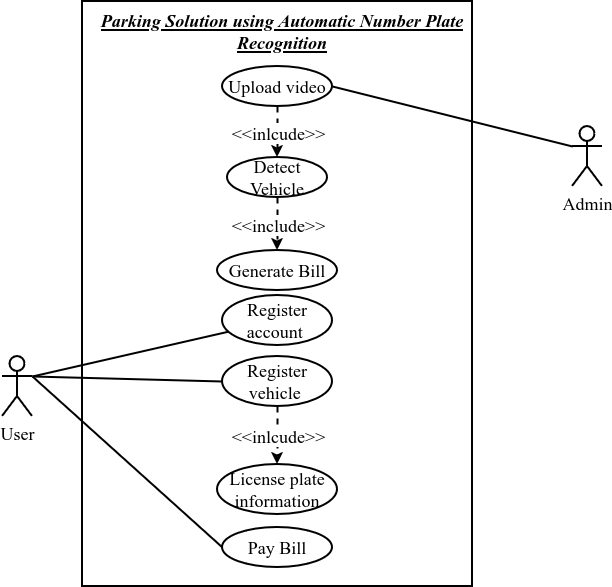 Parking Solution using Automatic Number Plate
Recognition
Upload video
<<inlcude>>
Detect
Vehicle
<<include>>
Generate Bill
Register
account
Register
vehicle
<<inlcude>>
License plate
information
Pay Bill
User
Admin